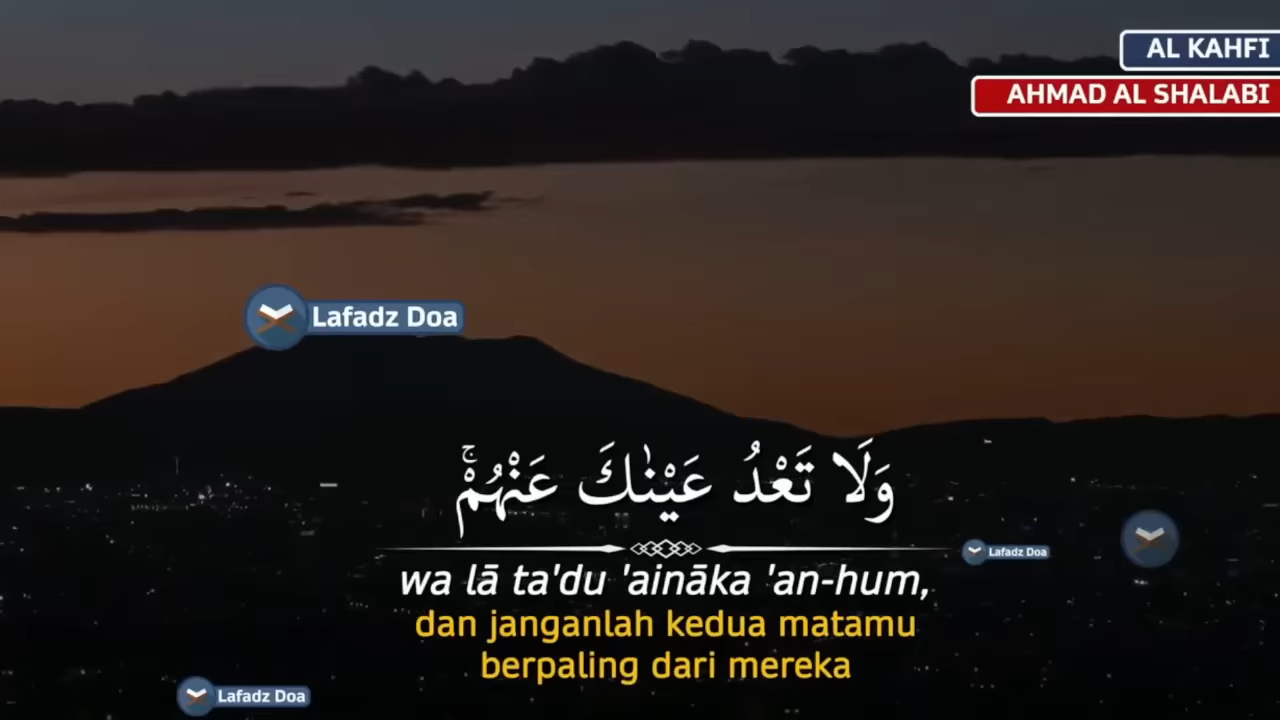 AL KAHFI
AHMAD AL SHALABI
Lafadz Doa
وَلَا تَعْدُ عَيْنٰكَ عَنْهُمْۚ
Lafadz Doa
wa lā ta'du 'aināka 'an-hum,
dan janganlah kedua matamu
berpaling dari mereka
Lafadz Doa